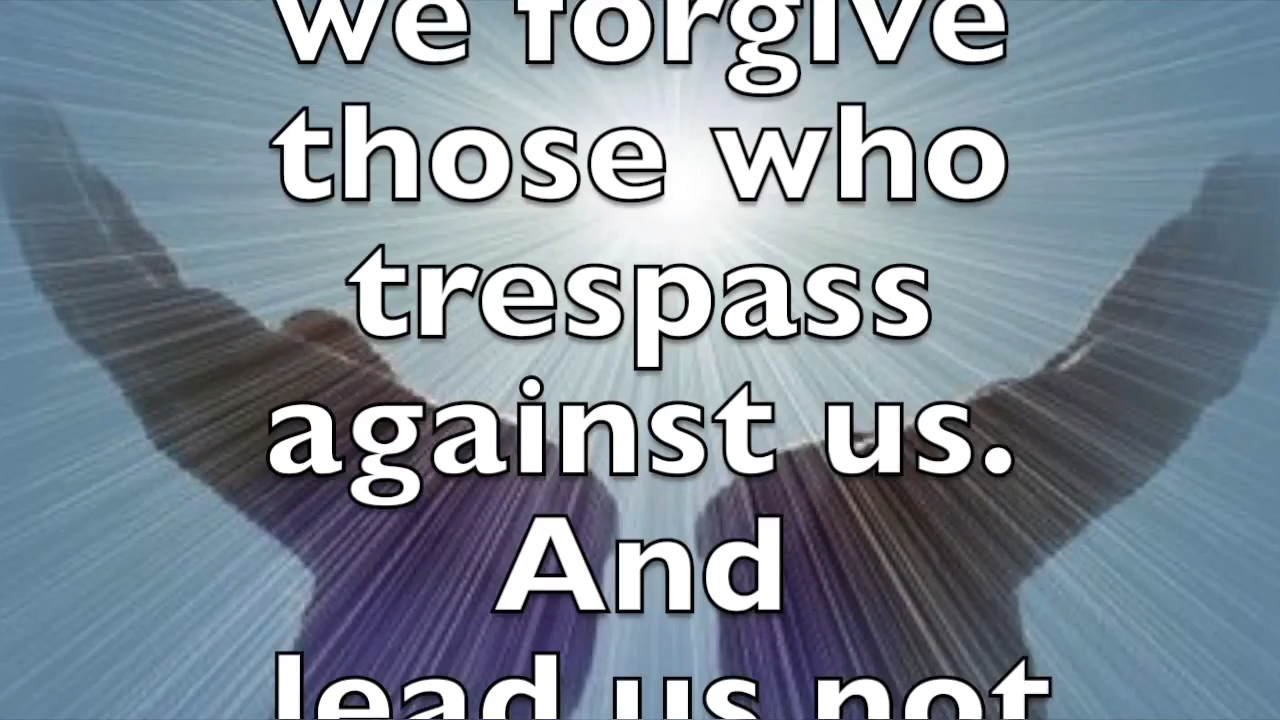 we forgive
those who
trespass
against us.
And
lead us not